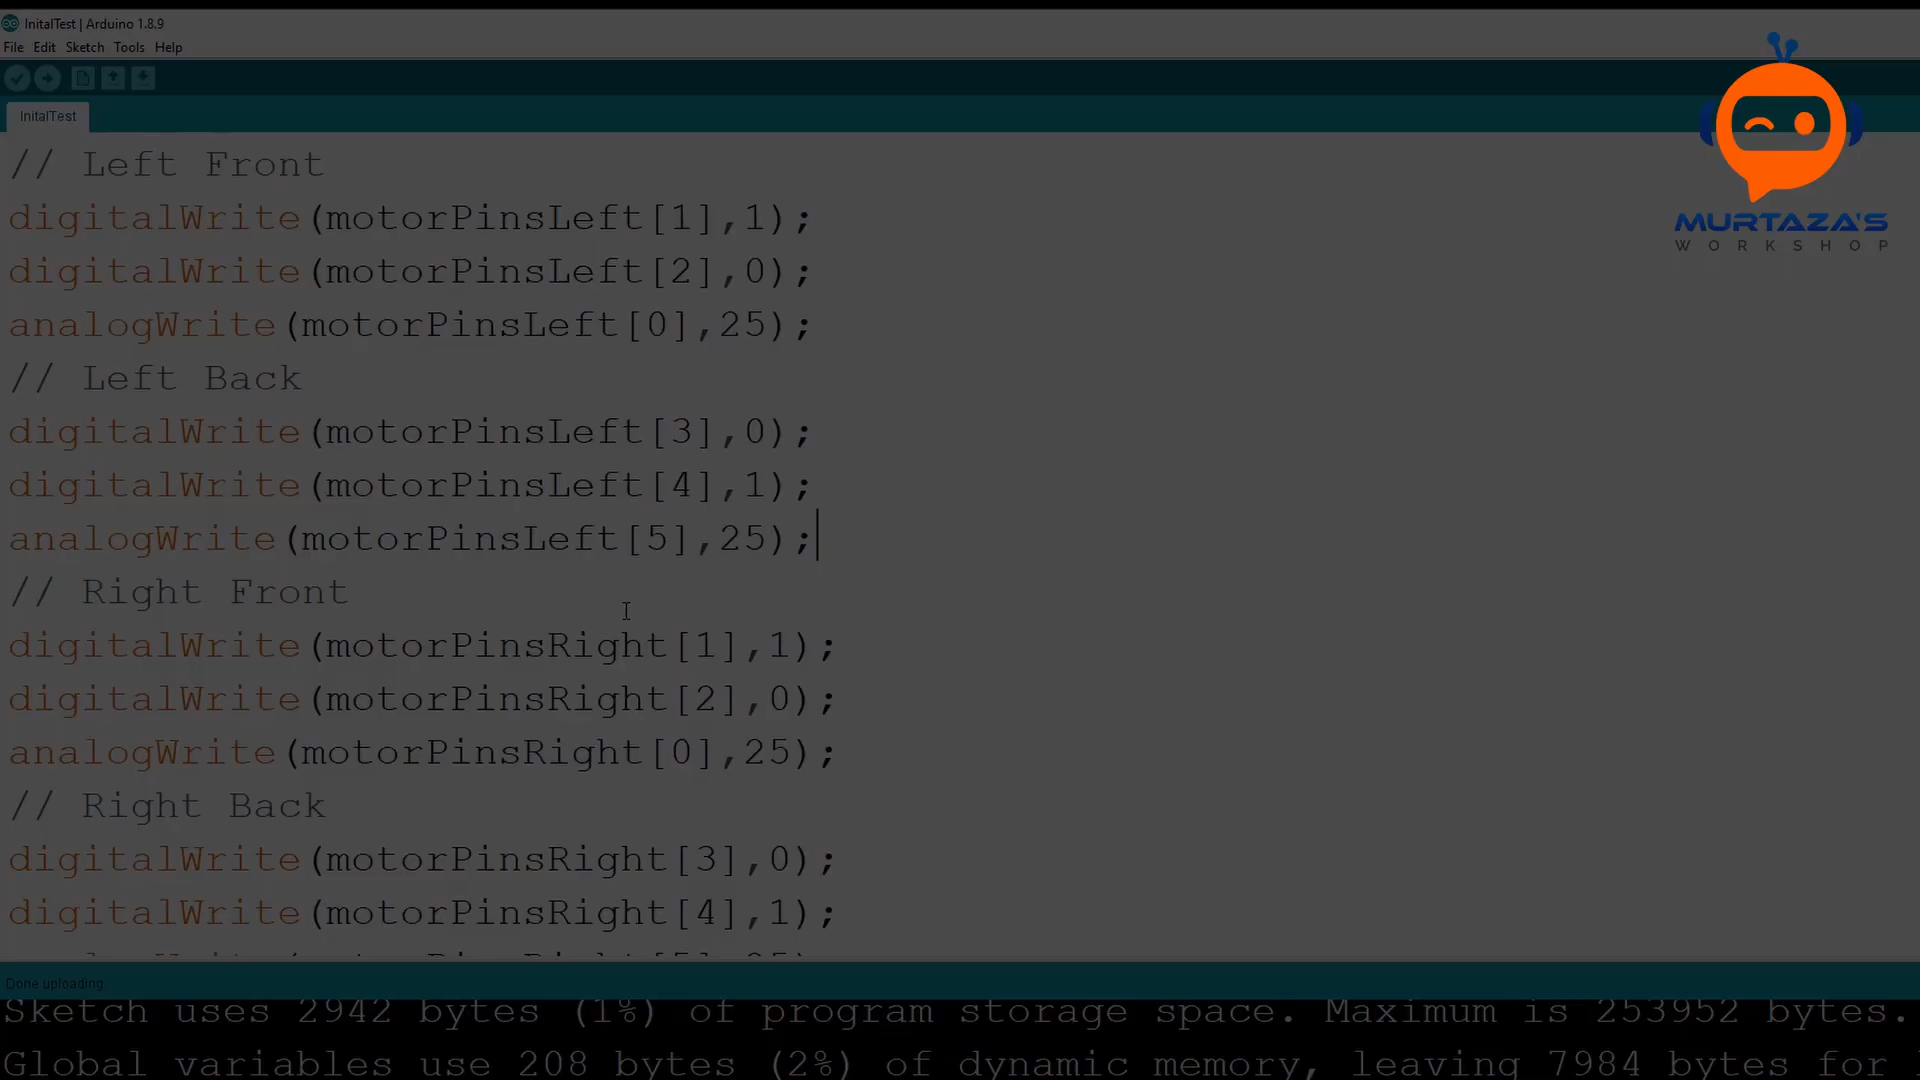 InitalTest | Arduino 1.8.9
File Edit Sketch Tools Help
InitalTest
MURTAZA'S
WORKSHOP
// Left Front
digitalWrite(motorPinsLeft[1],1);
digitalWrite(motorPinsLeft[2],0);
analogWrite(motorPinsLeft[0],25);
// Left Back
digitalWrite(motorPinsLeft[3],0);
digitalWrite(motorPinsLeft[4],1);
analogWrite(motorPinsLeft[5],25);
// Right Front
digitalWrite(motorPinsRight[1],1);
digitalWrite(motorPinsRight[2],0);
analogWrite(motorPinsRight[0],25);
// Right Back
digitalWrite(motorPinsRight[3],0);
digitalWrite(motorPinsRight[4],1);
Done uploading.
Sketch uses 2942 bytes (1%) of program storage space. Maximum is 253952 bytes.
Global variables use 208 bytes (2%) of dynamic memory, leaving 7984 bytes for